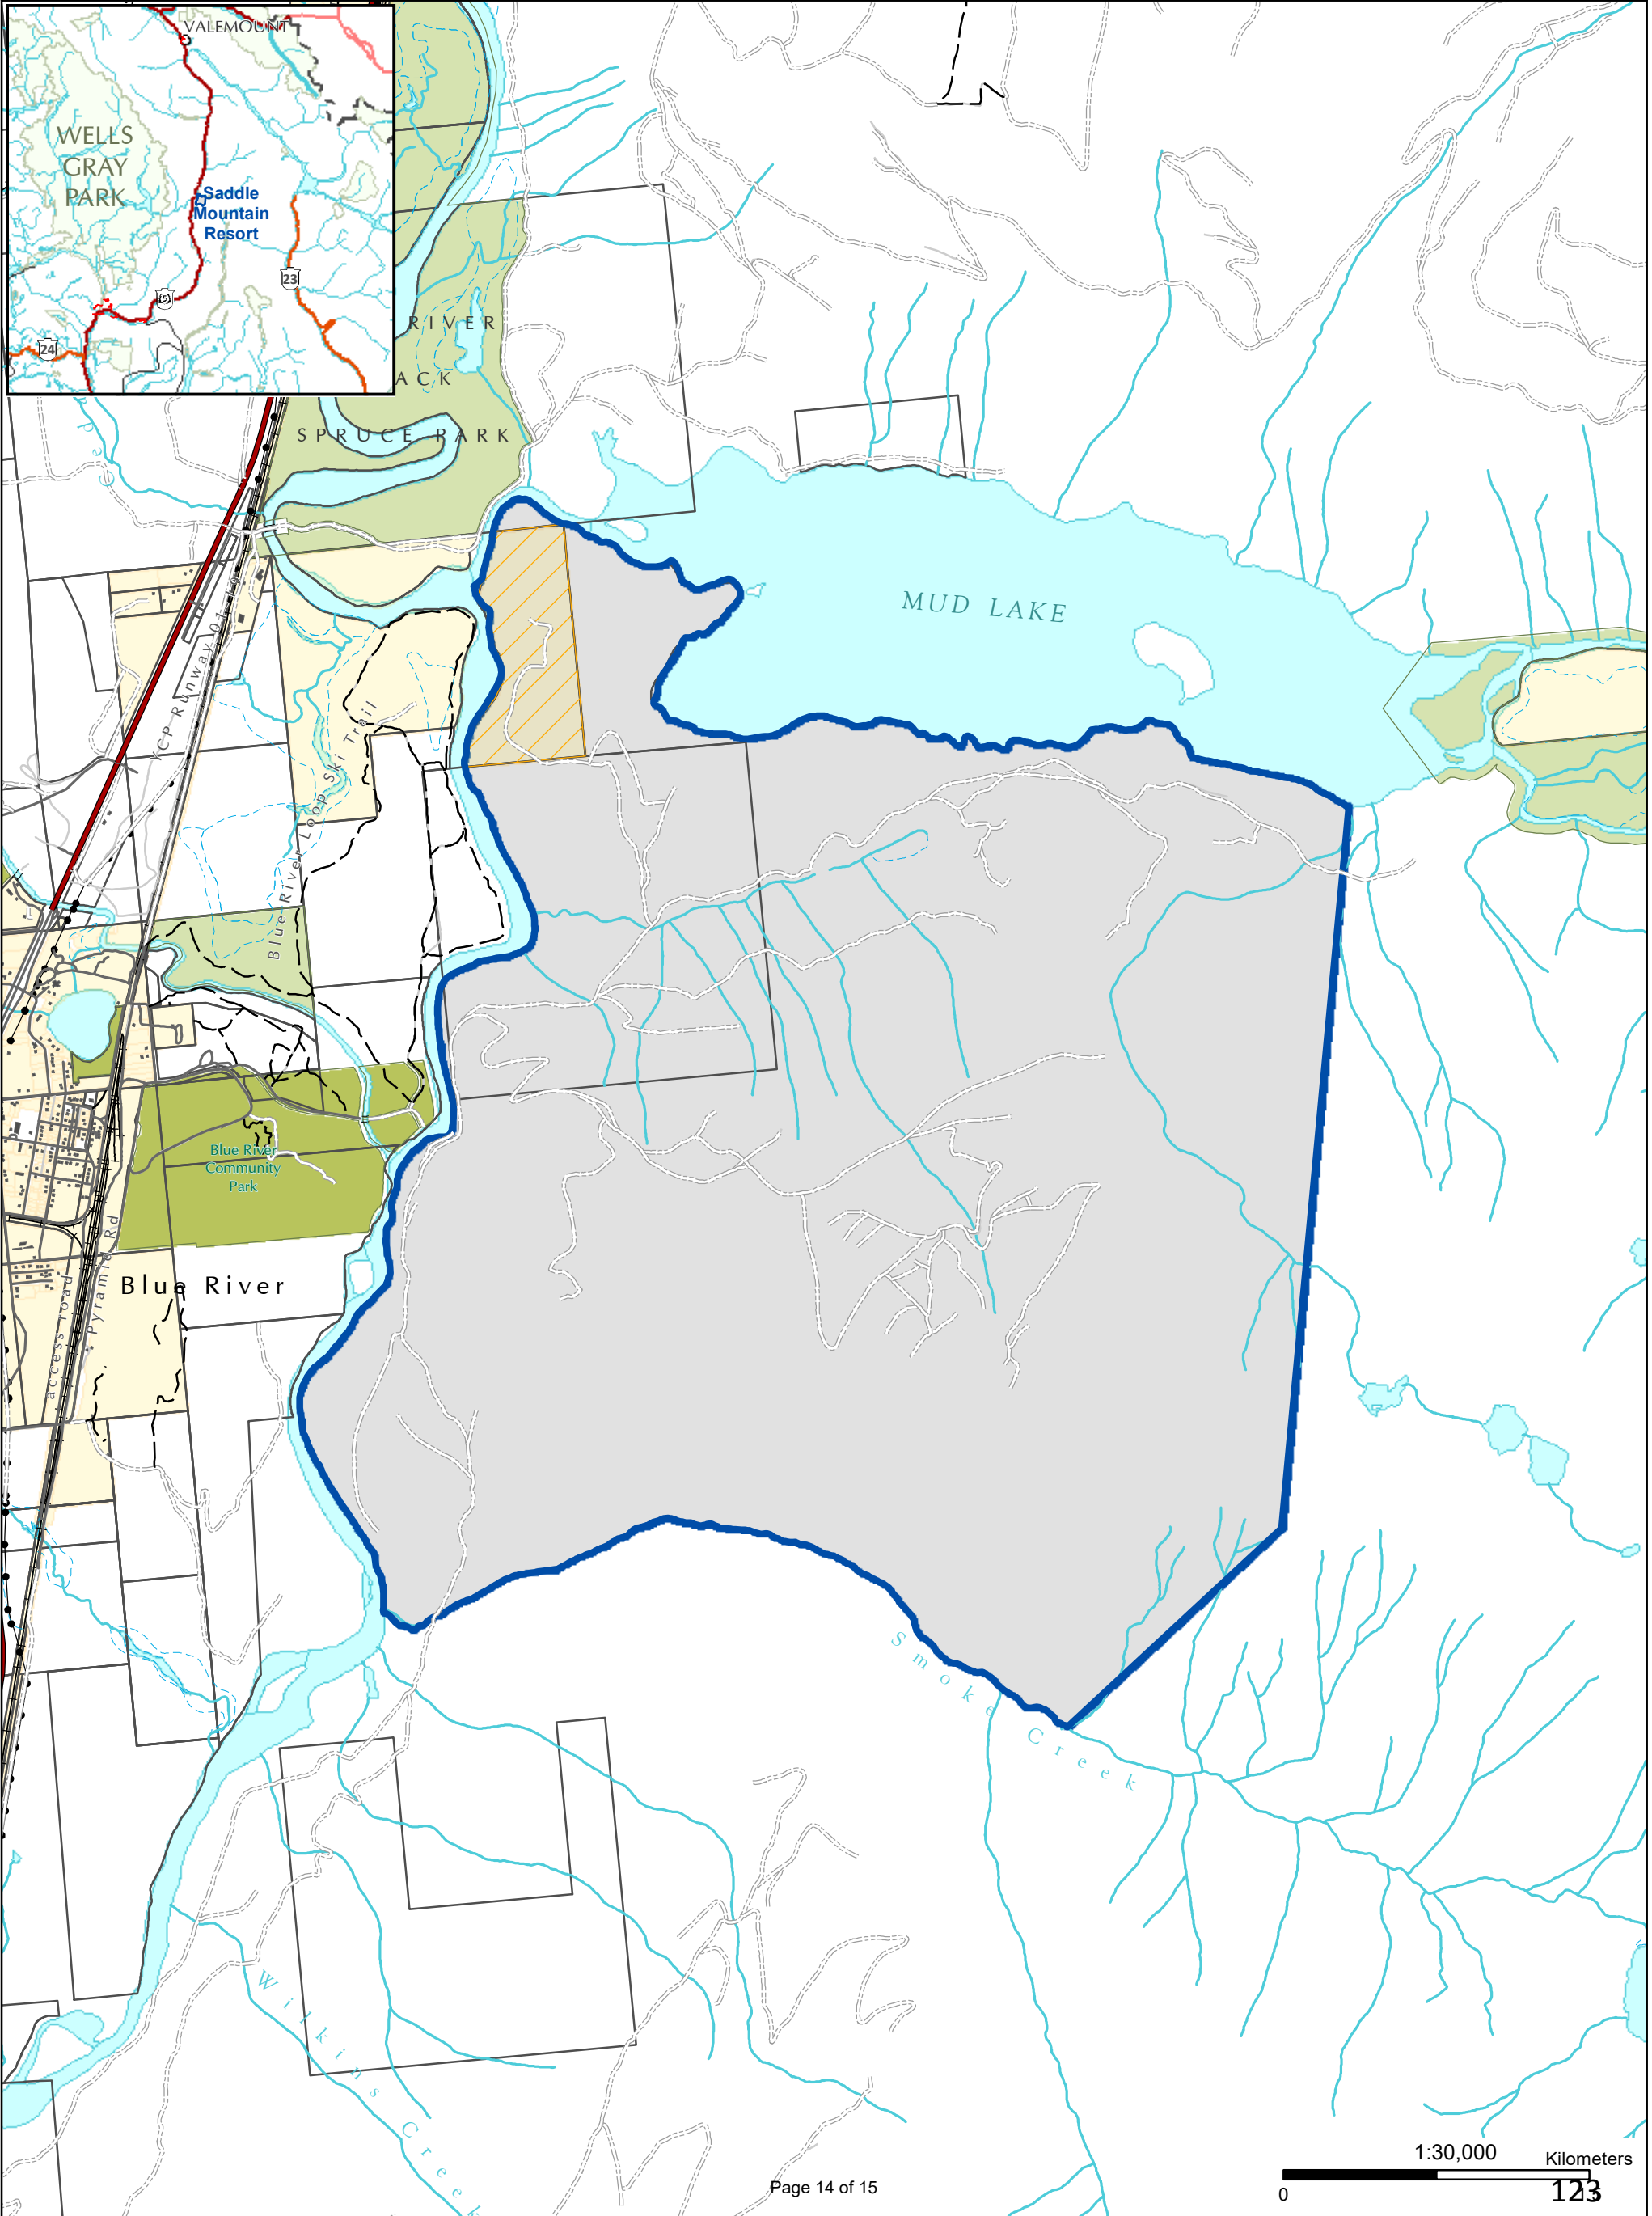 VALEMOUNT
WELLS
GRAY
PARK
Saddle
Mountain
Resort
23
5
24
RIVER
ACK
SPRUCE PARK
MUD LAKE
YCP Runway 01-19
Blue River Loop Ski Trail
Blue River
Community
Park
Blue River
access road
Pyramid Rd
Smoke Creek
Wilkins Creek
1:30,000
Kilometers
0
123
Page 14 of 15